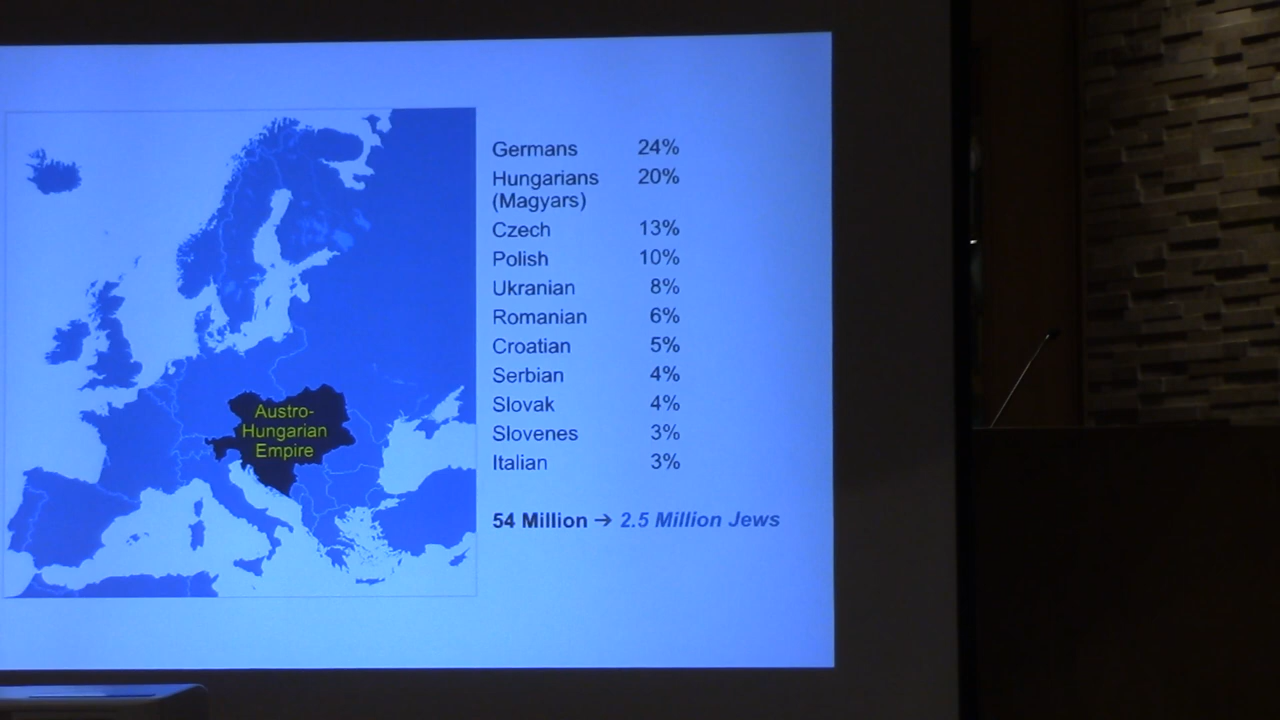 Austro-
Hungarian
Empire
Germans 24%
Hungarians 20%
(Magyars)
Czech 13%
Polish 10%
Ukranian 8%
Romanian 6%
Croatian 5%
Serbian 4%
Slovak 4%
Slovenes 3%
Italian 3%
54 Million → 2.5 Million Jews